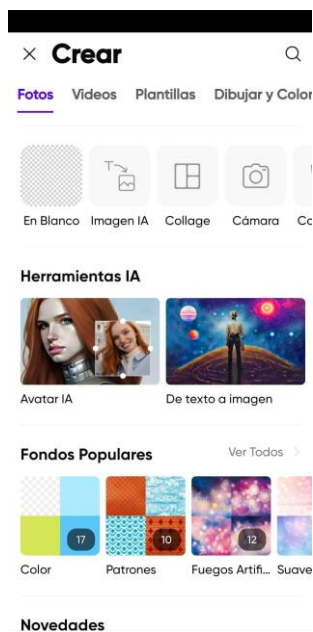 Crear
Fotos Videos Plantillas Dibujar y Color
En Blanco Imagen IA Collage Cámara Co
Herramientas IA
Avatar IA De texto a imagen
Fondos Populares Ver Todos
17 10 12
Color Patrones Fuegos Artifi... Suave
Novedades